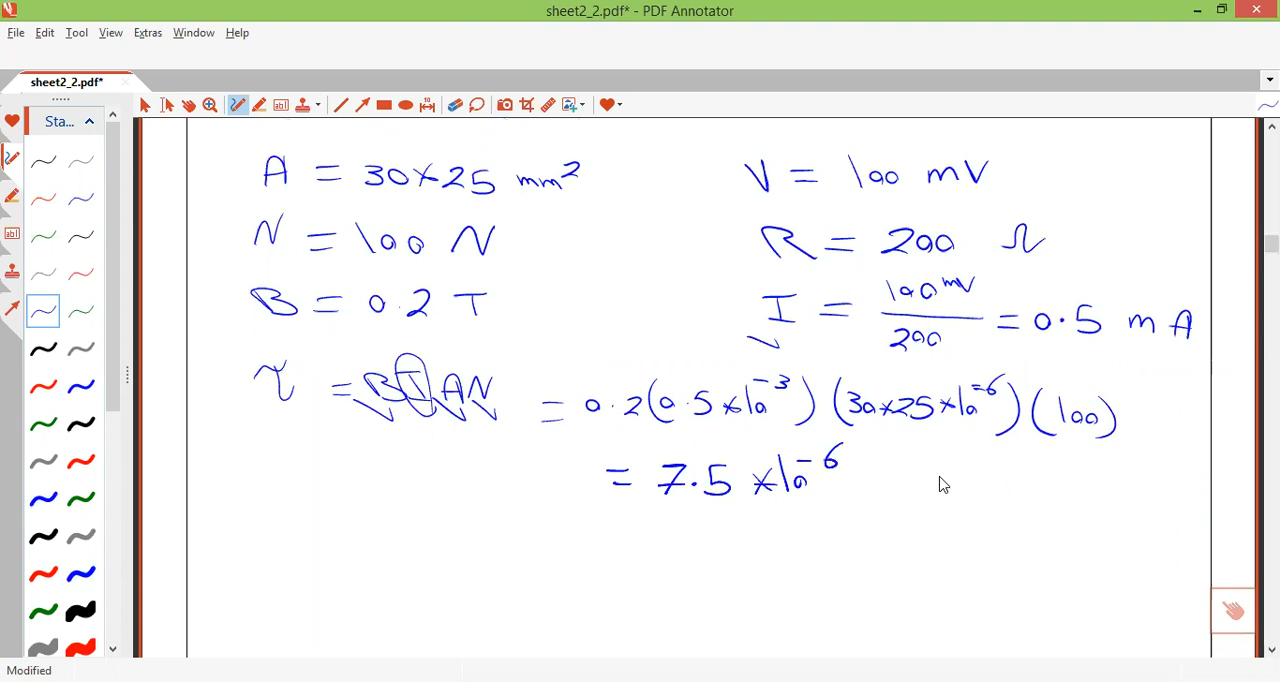 sheet2_2.pdf* - PDF Annotator
File Edit Tool View Extras Window Help
sheet2_2.pdf*
Sta...
A = 30×25 mm²
V = 100 mV
N = 100 N
R = 200 Ω
B = 0.2 T
I = 100mV / 200 = 0.5 mA
τ = BIAN = 0.2(0.5×10⁻³)(30×25×10⁻⁶)(100)
= 7.5×10⁻⁶
Modified